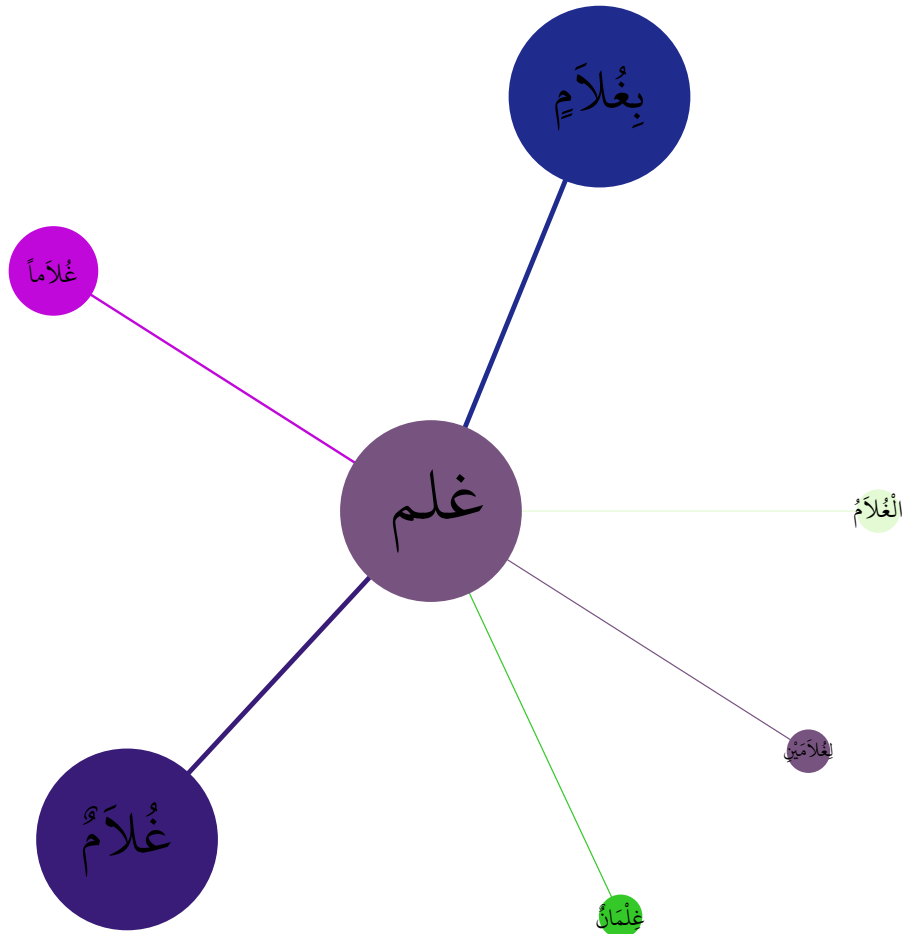 بِغُلاَمٍ
غُلاَماً
غلم
الْغُلاَمُ
لِغُلاَمَيْنِ
غُلاَمٌ
غِلْمَانٌ